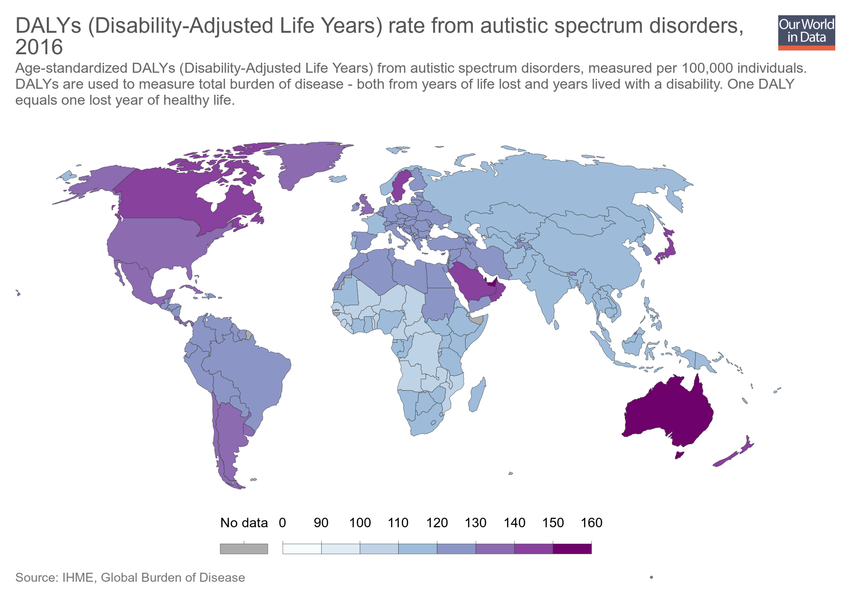 DALYs (Disability-Adjusted Life Years) rate from autistic spectrum disorders,
2016
Our World
in Data
Age-standardized DALYs (Disability-Adjusted Life Years) from autistic spectrum disorders, measured per 100,000 individuals.
DALYs are used to measure total burden of disease - both from years of life lost and years lived with a disability. One DALY
equals one lost year of healthy life.
No data 0 90 100 110 120 130 140 150 160
Source: IHME, Global Burden of Disease